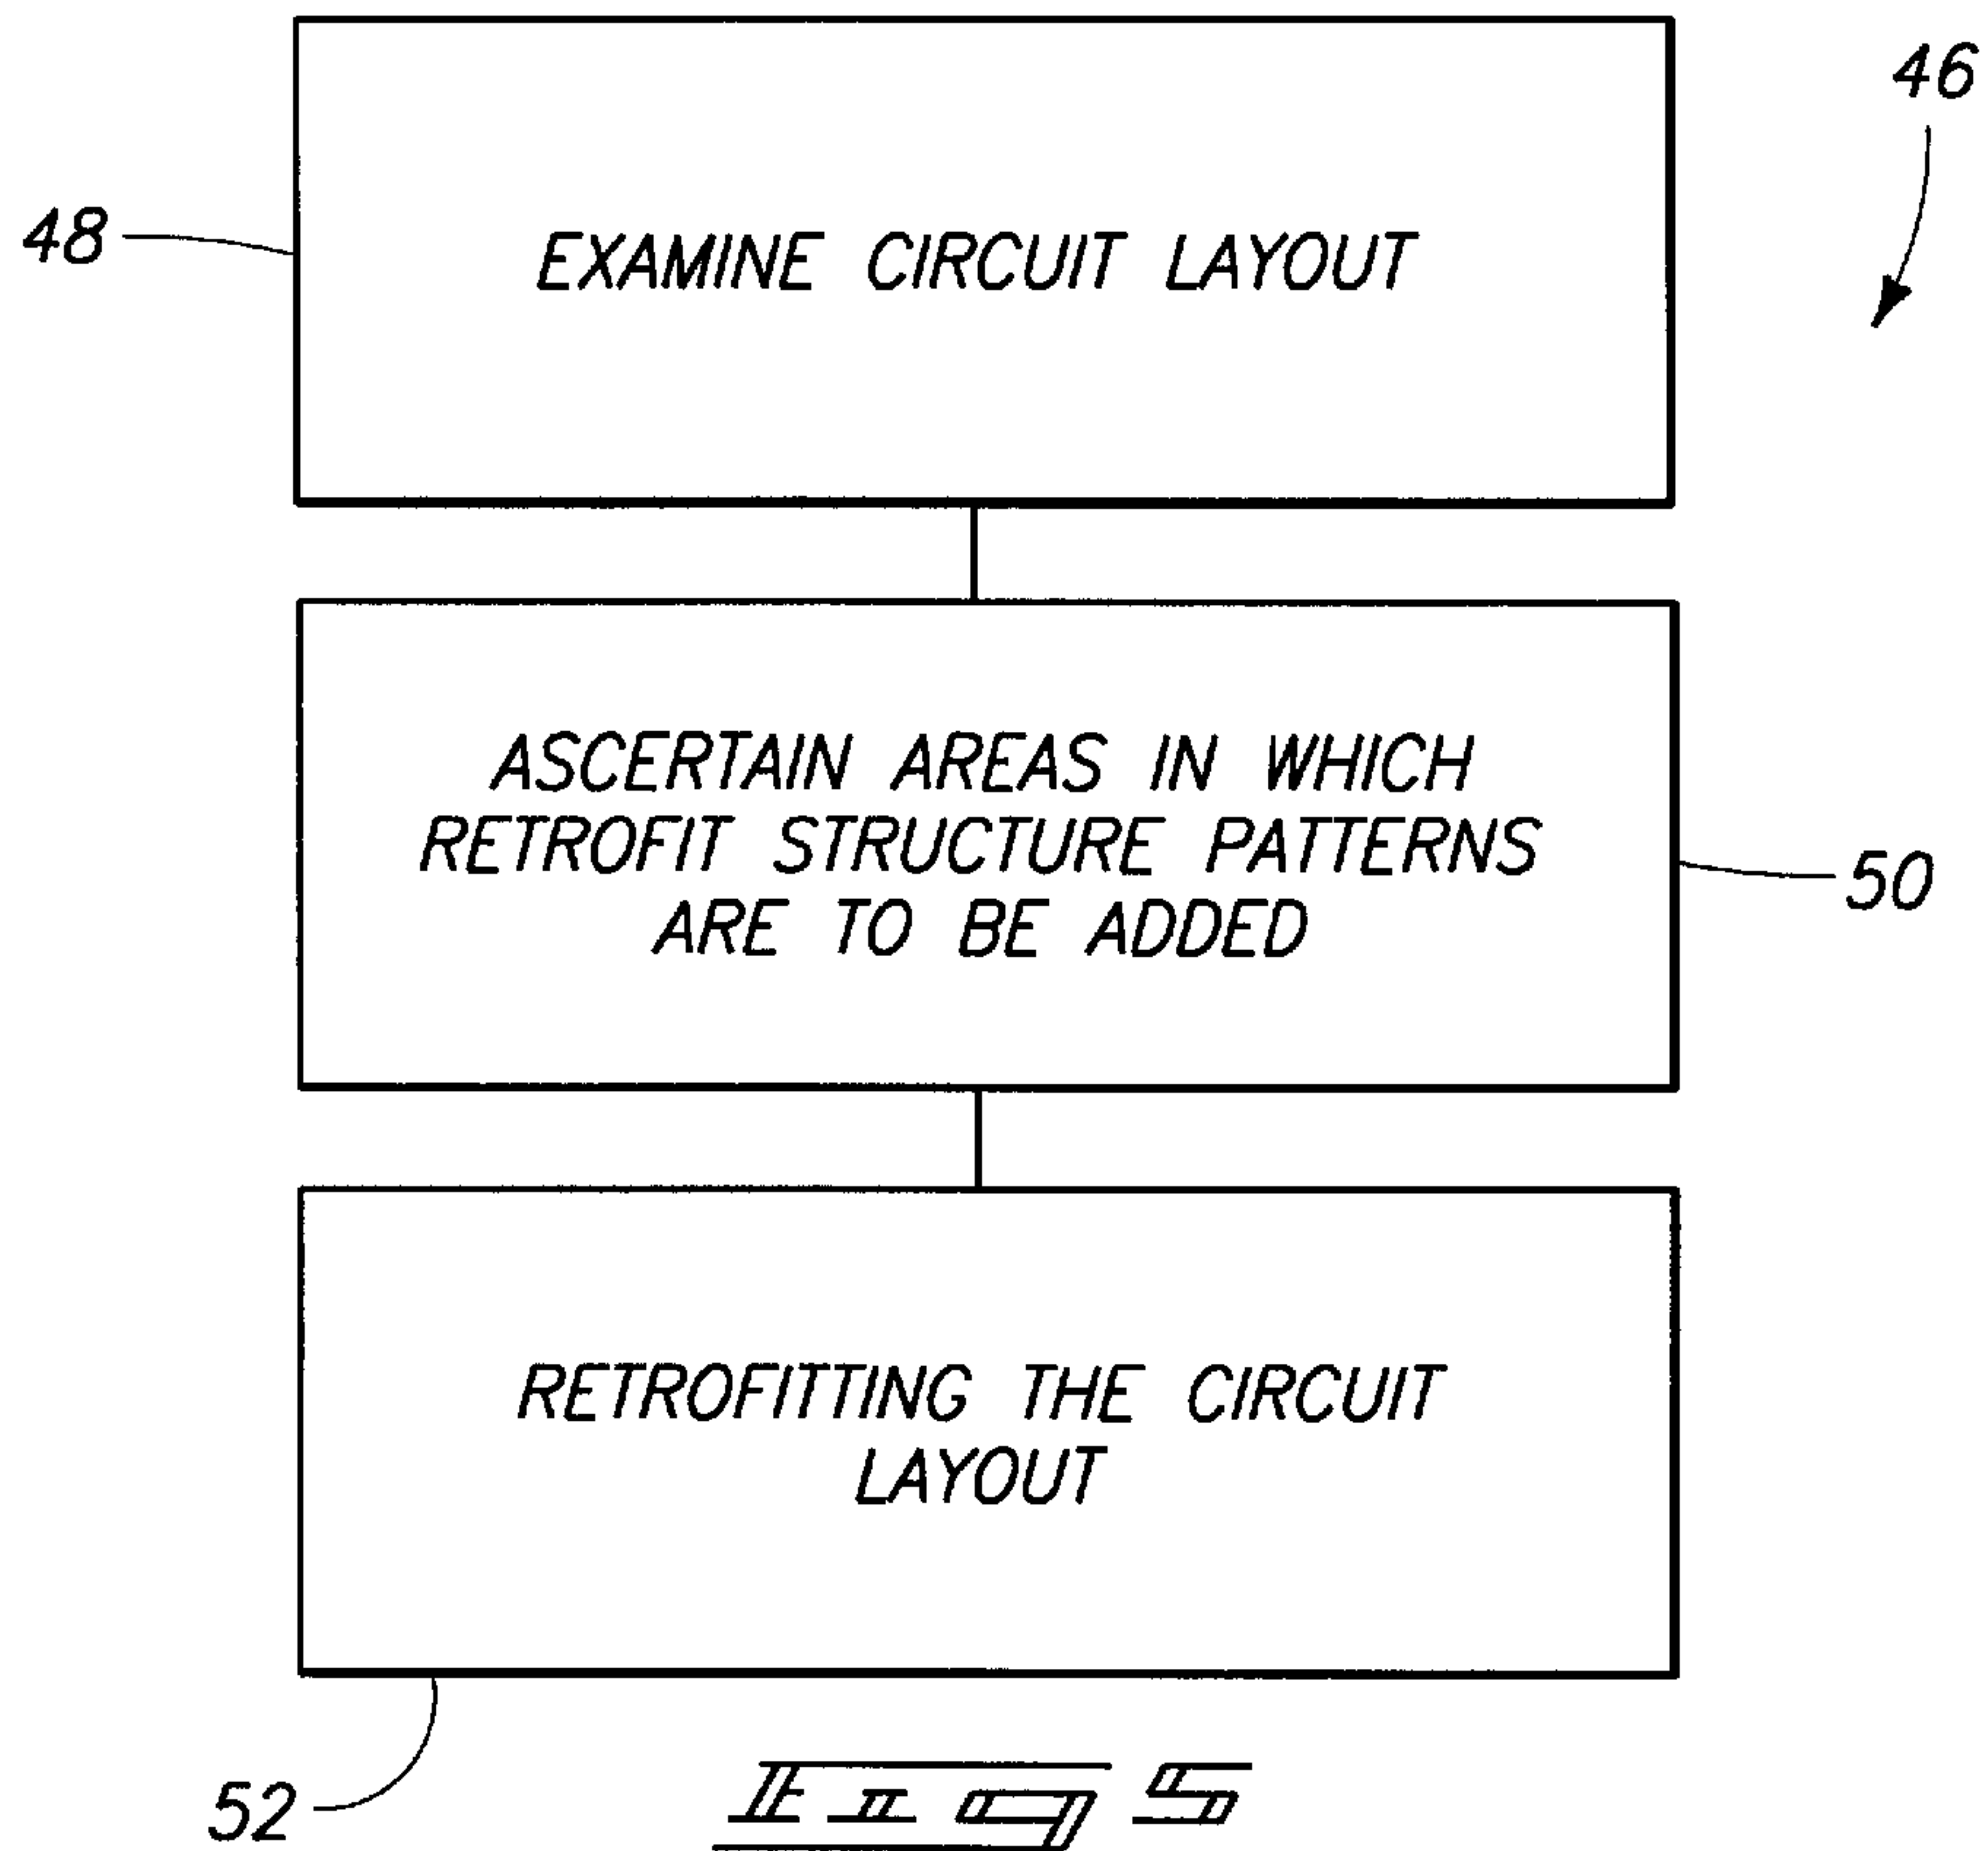 46
48
EXAMINE CIRCUIT LAYOUT
ASCERTAIN AREAS IN WHICH
RETROFIT STRUCTURE PATTERNS
ARE TO BE ADDED
50
RETROFITTING THE CIRCUIT
LAYOUT
52
Fig 5